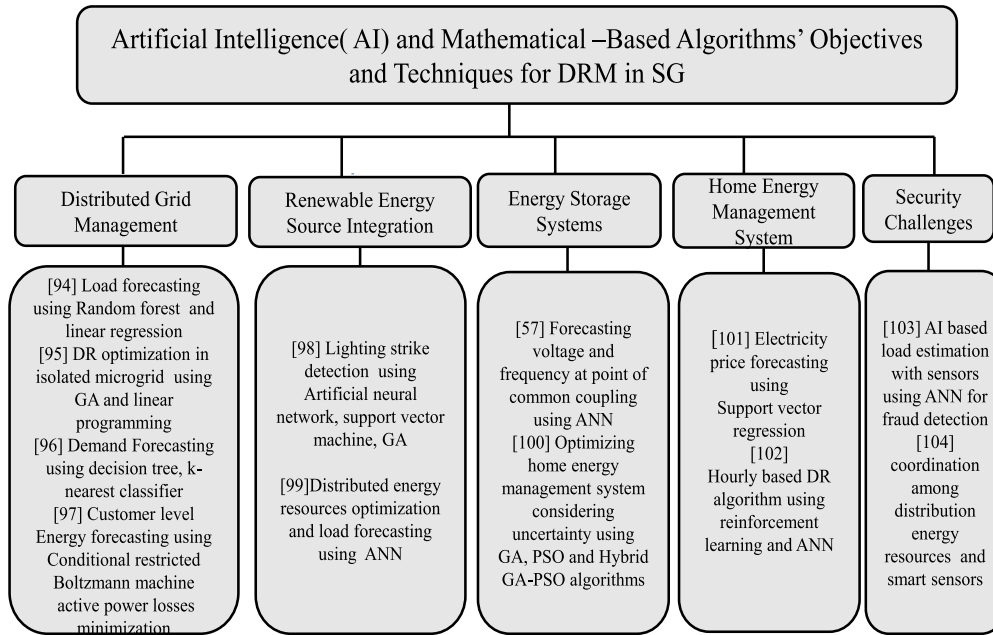 Artificial Intelligence( AI) and Mathematical –Based Algorithms’ Objectives
and Techniques for DRM in SG
Distributed Grid
Management
[94] Load forecasting
using Random forest and
linear regression
[95] DR optimization in
isolated microgrid using
GA and linear
programming
[96] Demand Forecasting
using decision tree, k-
nearest classifier
[97] Customer level
Energy forecasting using
Conditional restricted
Boltzmann machine
active power losses
minimization
Renewable Energy
Source Integration
[98] Lighting strike
detection using
Artificial neural
network, support vector
machine, GA
[99]Distributed energy
resources optimization
and load forecasting
using ANN
Energy Storage
Systems
[57] Forecasting
voltage and
frequency at point of
common coupling
using ANN
[100] Optimizing
home energy
management system
considering
uncertainty using
GA, PSO and Hybrid
GA-PSO algorithms
Home Energy
Management
System
[101] Electricity
price forecasting
using
Support vector
regression
[102]
Hourly based DR
algorithm using
reinforcement
learning and ANN
Security
Challenges
[103] AI based
load estimation
with sensors
using ANN for
fraud detection
[104]
coordination
among
distribution
energy
resources and
smart sensors